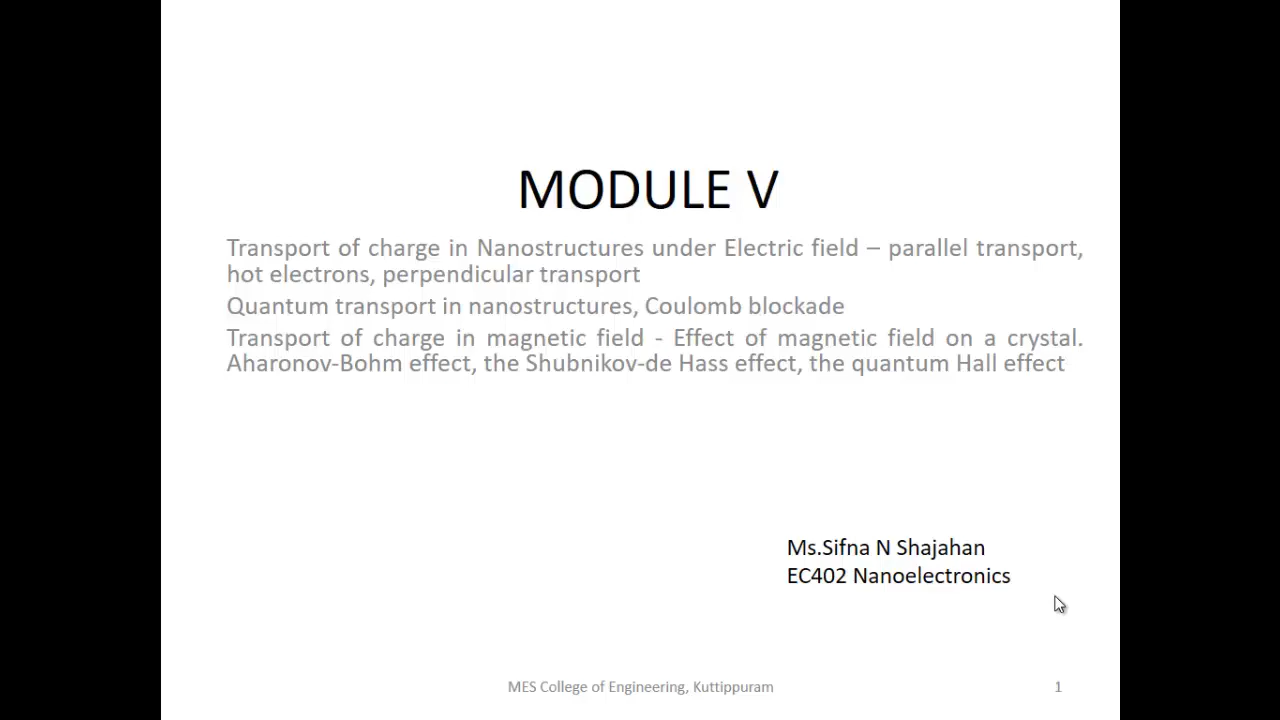 MODULE V
Transport of charge in Nanostructures under Electric field – parallel transport,
hot electrons, perpendicular transport
Quantum transport in nanostructures, Coulomb blockade
Transport of charge in magnetic field - Effect of magnetic field on a crystal.
Aharonov-Bohm effect, the Shubnikov-de Hass effect, the quantum Hall effect
Ms.Sifna N Shajahan
EC402 Nanoelectronics
MES College of Engineering, Kuttippuram
1